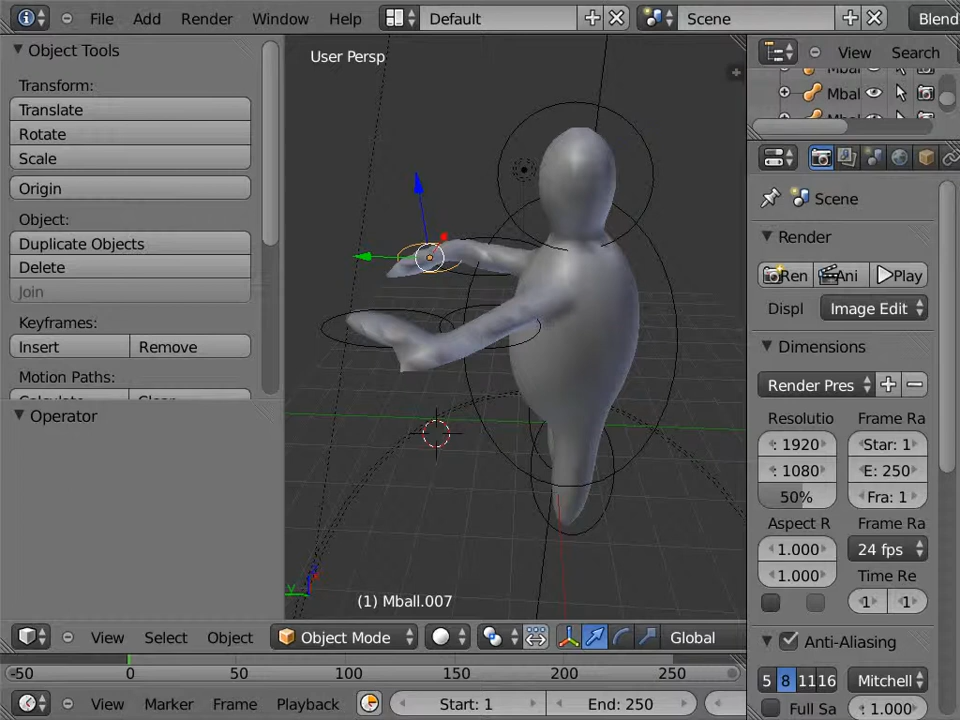 File Add Render Window Help Default Scene Blend
Object Tools
Transform:
Translate
Rotate
Scale
Origin
Object:
Duplicate Objects
Delete
Join
Keyframes:
Insert Remove
Motion Paths:
Operator
User Persp
(1) Mball.007
y
View Select Object Object Mode Global
-50 0 50 100 150 200 250
View Marker Frame Playback Start: 1 End: 250
View Search
Mbal
Scene
Render
Ren Ani Play
Displ Image Edit
Dimensions
Render Pres
Resolutio Frame Ra
: 1920 Star: 1
: 1080 E: 250
50% Fra: 1
Aspect R Frame Ra
1.000 24 fps
1.000 Time Re
1 1
Anti-Aliasing
5 8 11 16 Mitchell
Full Sa : 1.000